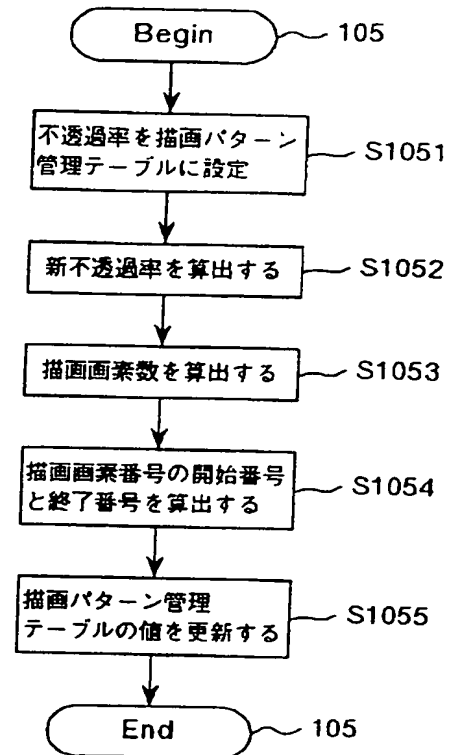 Begin 105
不透過率を描画パターン
管理テーブルに設定 S1051
新不透過率を算出する S1052
描画画素数を算出する S1053
描画画素番号の開始番号
と終了番号を算出する S1054
描画パターン管理
テーブルの値を更新する S1055
End 105